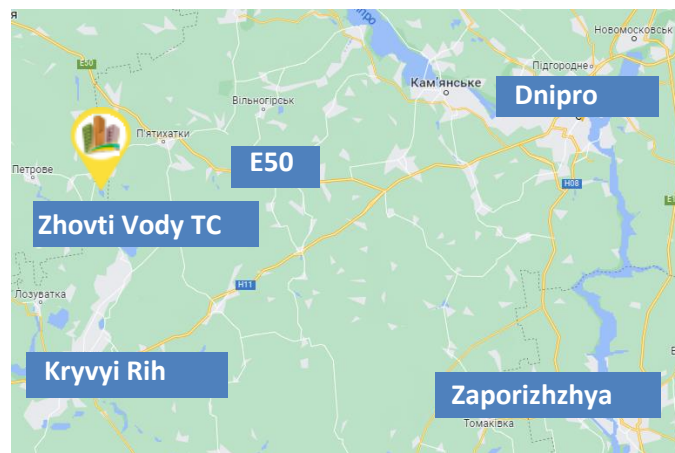 я
Новомосковськ
E50
Підгородне
Кам'янське
Dnipro
Вільногірськ
П'ятихатки
E50
Петрове
H08
Zhovti Vody TC
H11
Лозуватка
Kryvyi Rih
Zaporizhzhya
Томаківка